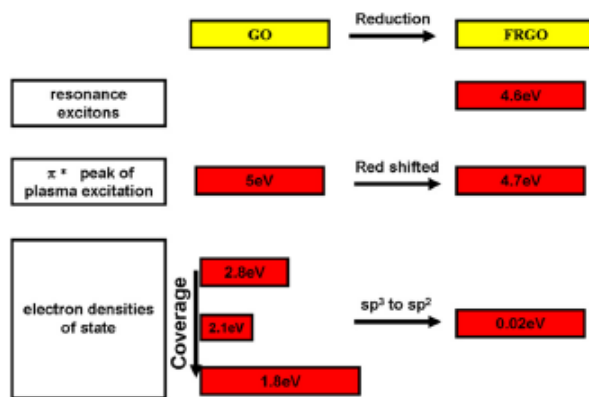 GO
Reduction
FRGO
resonance
excitons
4.6eV
π* peak of
plasma excitation
5eV
Red shifted
4.7eV
electron densities
of state
Coverage
2.8eV
2.1eV
1.8eV
sp³ to sp²
0.02eV